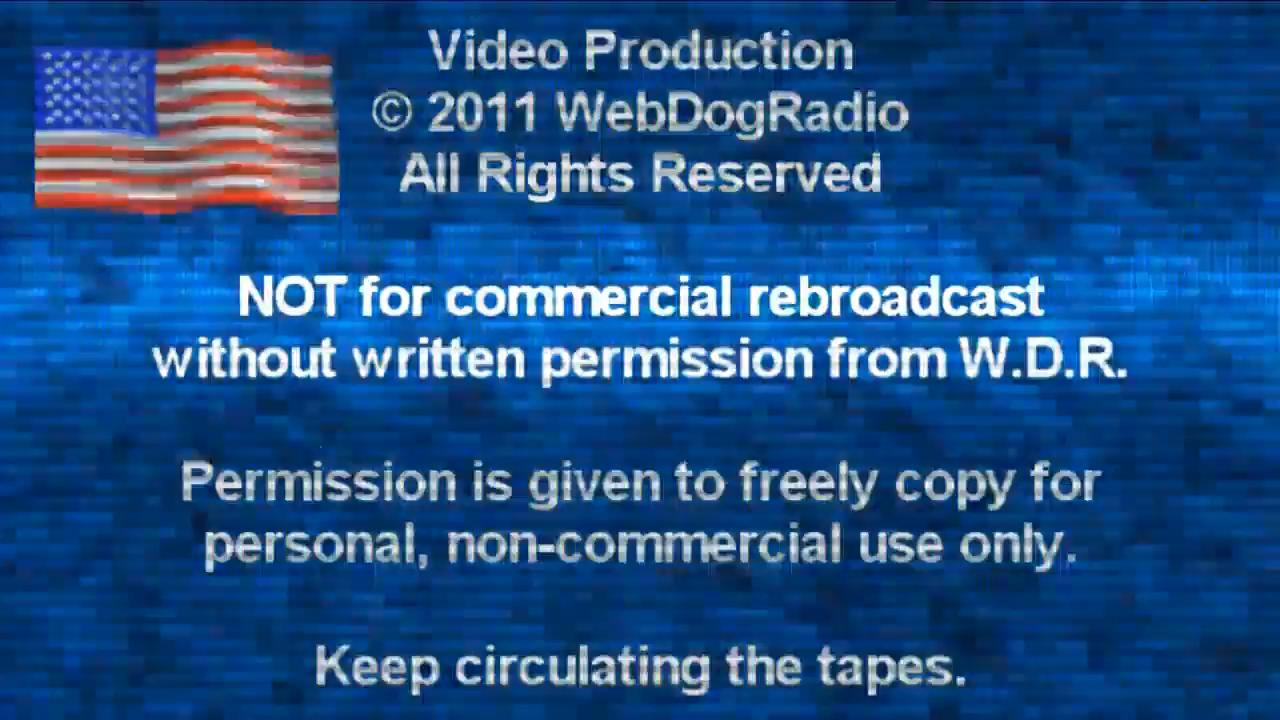 Video Production
© 2011 WebDogRadio
All Rights Reserved
NOT for commercial rebroadcast
without written permission from W.D.R.
Permission is given to freely copy for
personal, non-commercial use only.
Keep circulating the tapes.